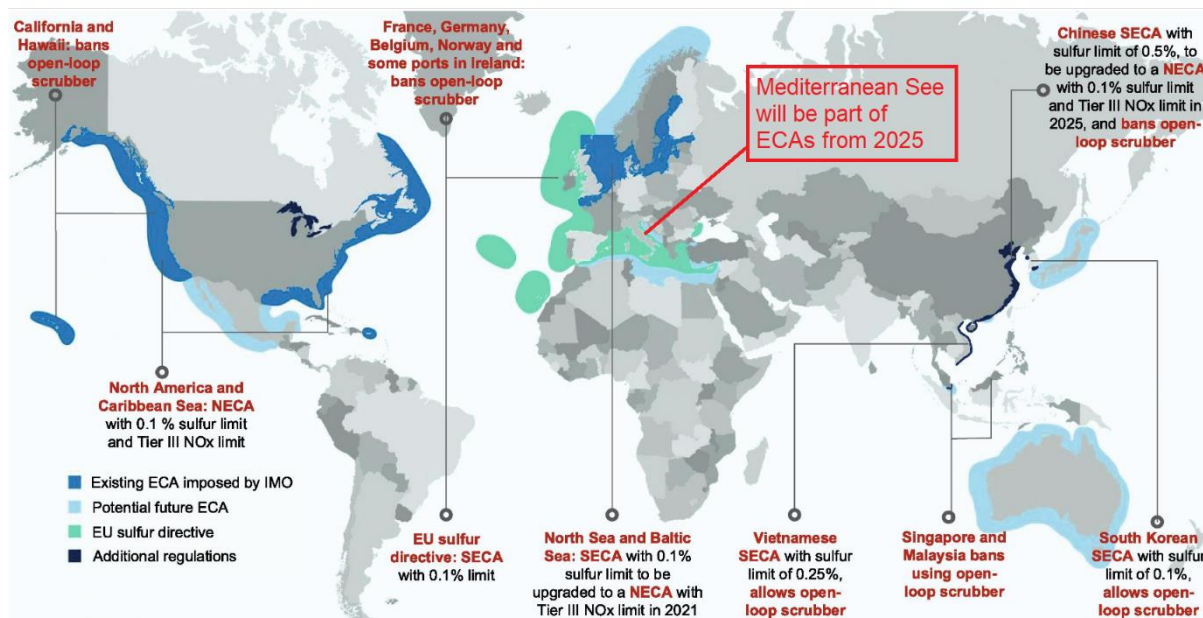 California
and Hawaii: bans
open-loop
scrubber
France, Germany,
Belgium, Norway and
some ports in Ireland:
bans open-loop
scrubber
Mediterranean See
will be part of
ECAs from 2025
Chinese SECA with
sulfur limit of 0.5%, to
be upgraded to a NECA
with 0.1% sulfur limit
and Tier III NOx limit in
2025, and bans open-
loop scrubber
North America and
Caribbean Sea: NECA
with 0.1 % sulfur limit
and Tier III NOx limit
Existing ECA imposed by IMO
Potential future ECA
EU sulfur directive
Additional regulations
EU sulfur
directive: SECA
with 0.1% limit
North Sea and Baltic
Sea: SECA with 0.1%
sulfur limit to be
upgraded to a NECA with
Tier III NOx limit in 2021
Vietnamese
SECA with sulfur
limit of 0.25%,
allows open-
loop scrubber
Singapore and
Malaysia bans
using open-
loop scrubber
South Korean
SECA with sulfur
limit of 0.1%,
allows open-
loop scrubber